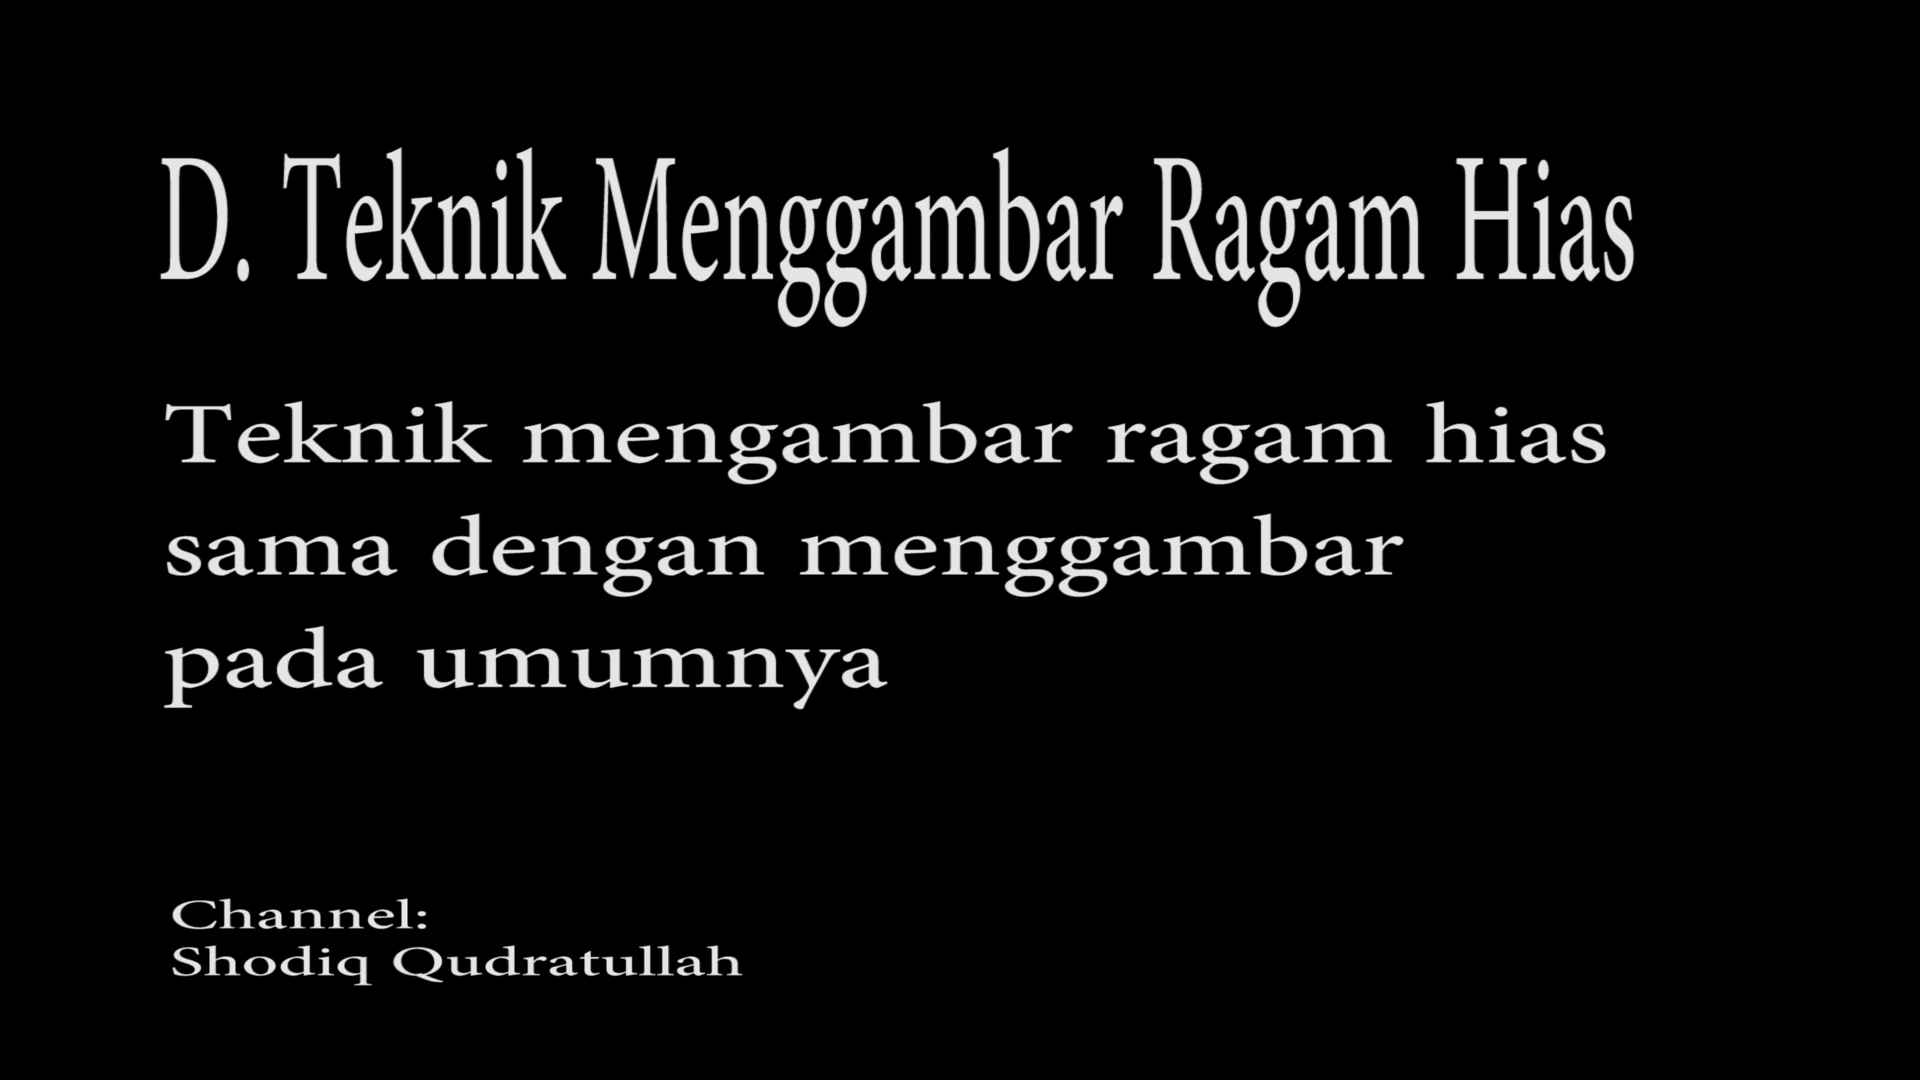 D. Teknik Menggambar Ragam Hias
Teknik mengambar ragam hias
sama dengan menggambar
pada umumnya
Channel:
Shodiq Qudratullah